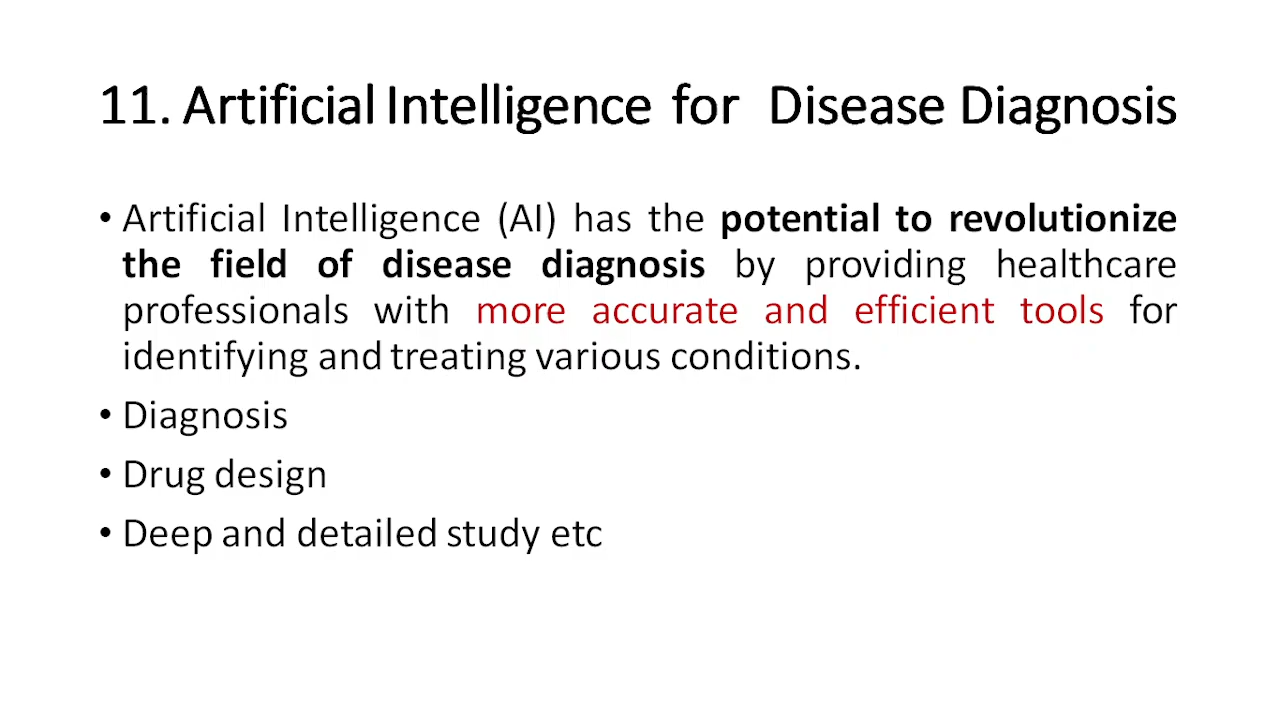 11. Artificial Intelligence for Disease Diagnosis
• Artificial Intelligence (AI) has the potential to revolutionize
the field of disease diagnosis by providing healthcare
professionals with more accurate and efficient tools for
identifying and treating various conditions.
• Diagnosis
• Drug design
• Deep and detailed study etc